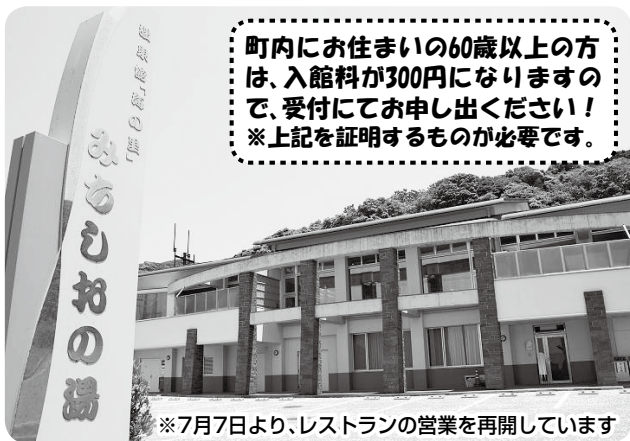 町内にお住まいの60歳以上の方
は、入館料が300円になりますの
で、受付にてお申し出ください！
※上記を証明するものが必要です。
みちしおの湯
※7月7日より、レストランの営業を再開しています